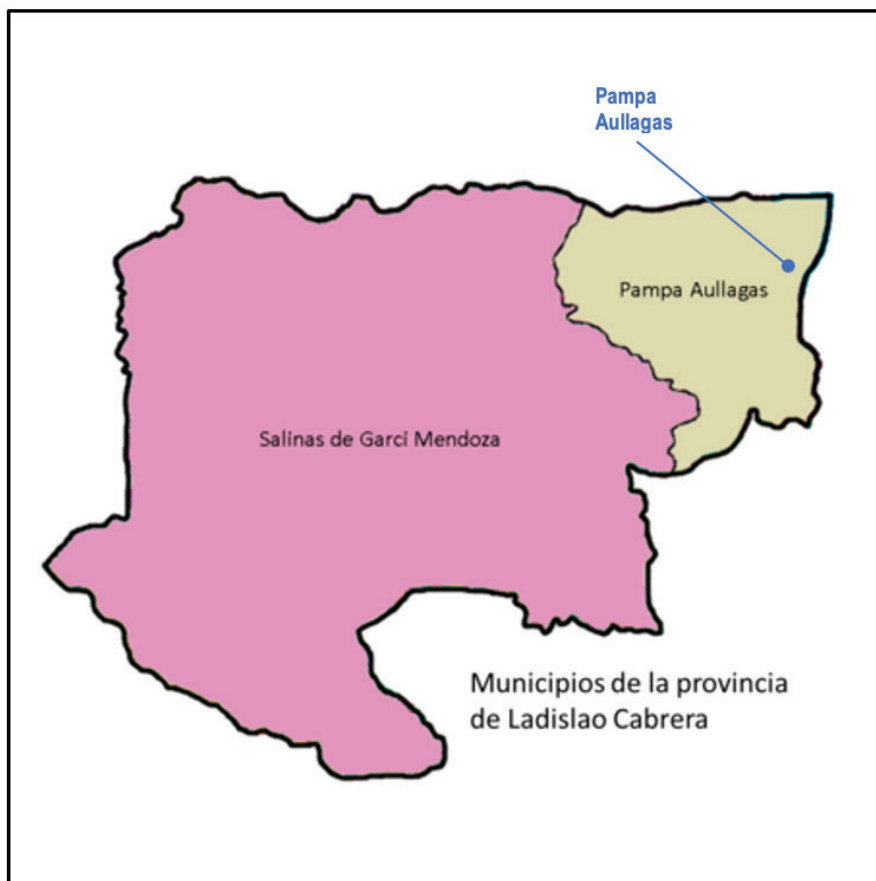 Pampa
Aullagas
Pampa Aullagas
Salinas de Garci Mendoza
Municipios de la provincia
de Ladislao Cabrera